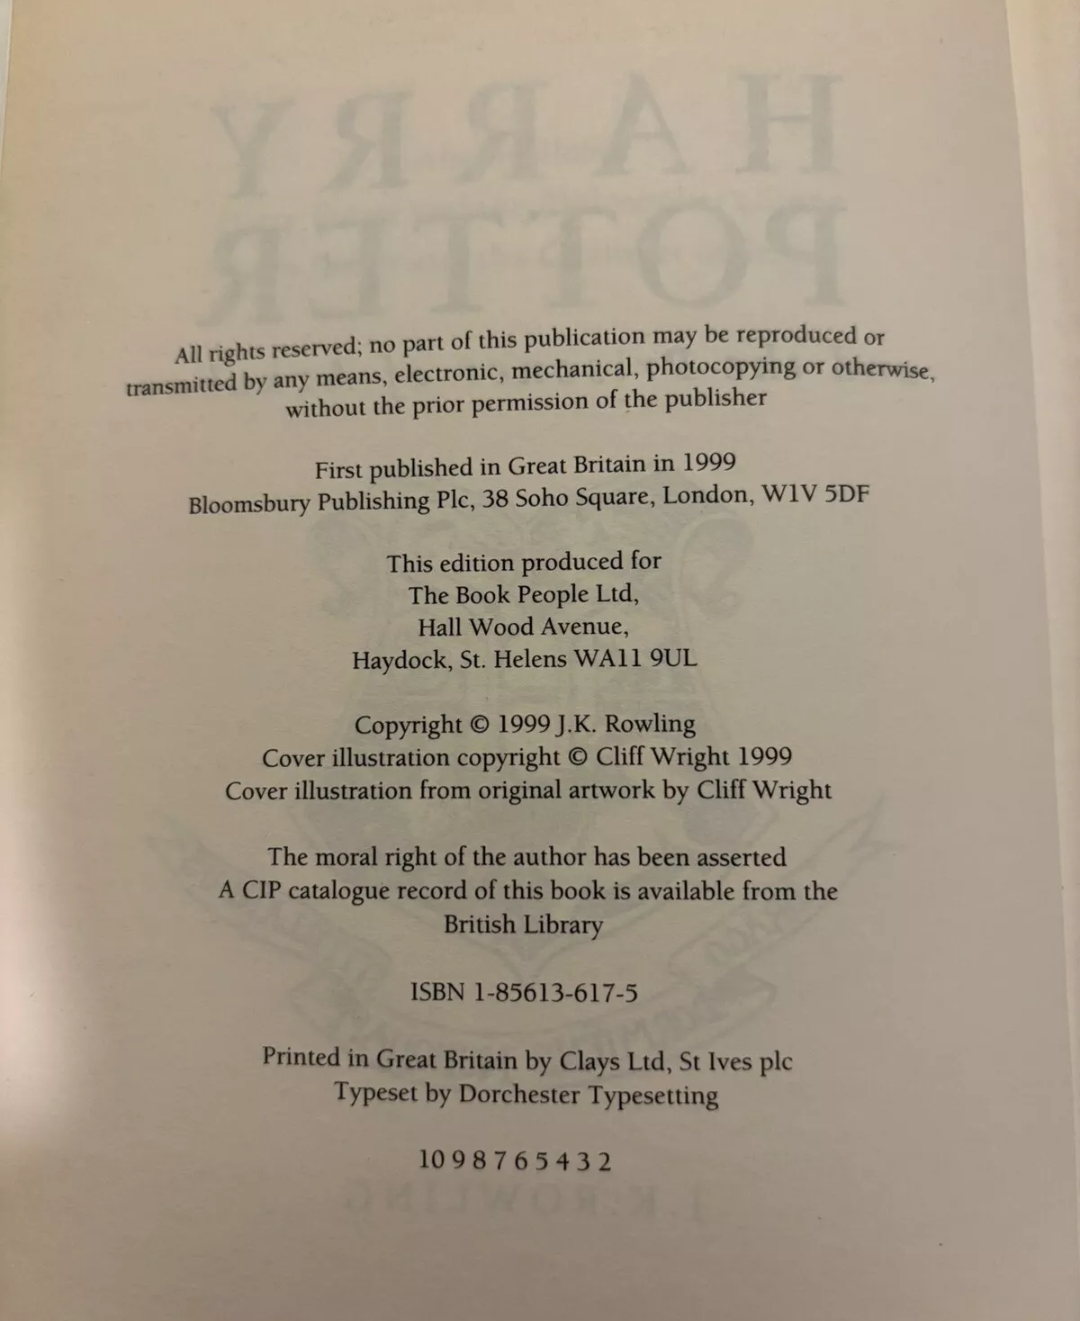 HARRY
POTTER
All rights reserved; no part of this publication may be reproduced or
transmitted by any means, electronic, mechanical, photocopying or otherwise,
without the prior permission of the publisher
First published in Great Britain in 1999
Bloomsbury Publishing Plc, 38 Soho Square, London, W1V 5DF
This edition produced for
The Book People Ltd,
Hall Wood Avenue,
Haydock, St. Helens WA11 9UL
Copyright © 1999 J.K. Rowling
Cover illustration copyright © Cliff Wright 1999
Cover illustration from original artwork by Cliff Wright
The moral right of the author has been asserted
A CIP catalogue record of this book is available from the
British Library
ISBN 1-85613-617-5
Printed in Great Britain by Clays Ltd, St Ives plc
Typeset by Dorchester Typesetting
10 9 8 7 6 5 4 3 2
J. K. ROWLING